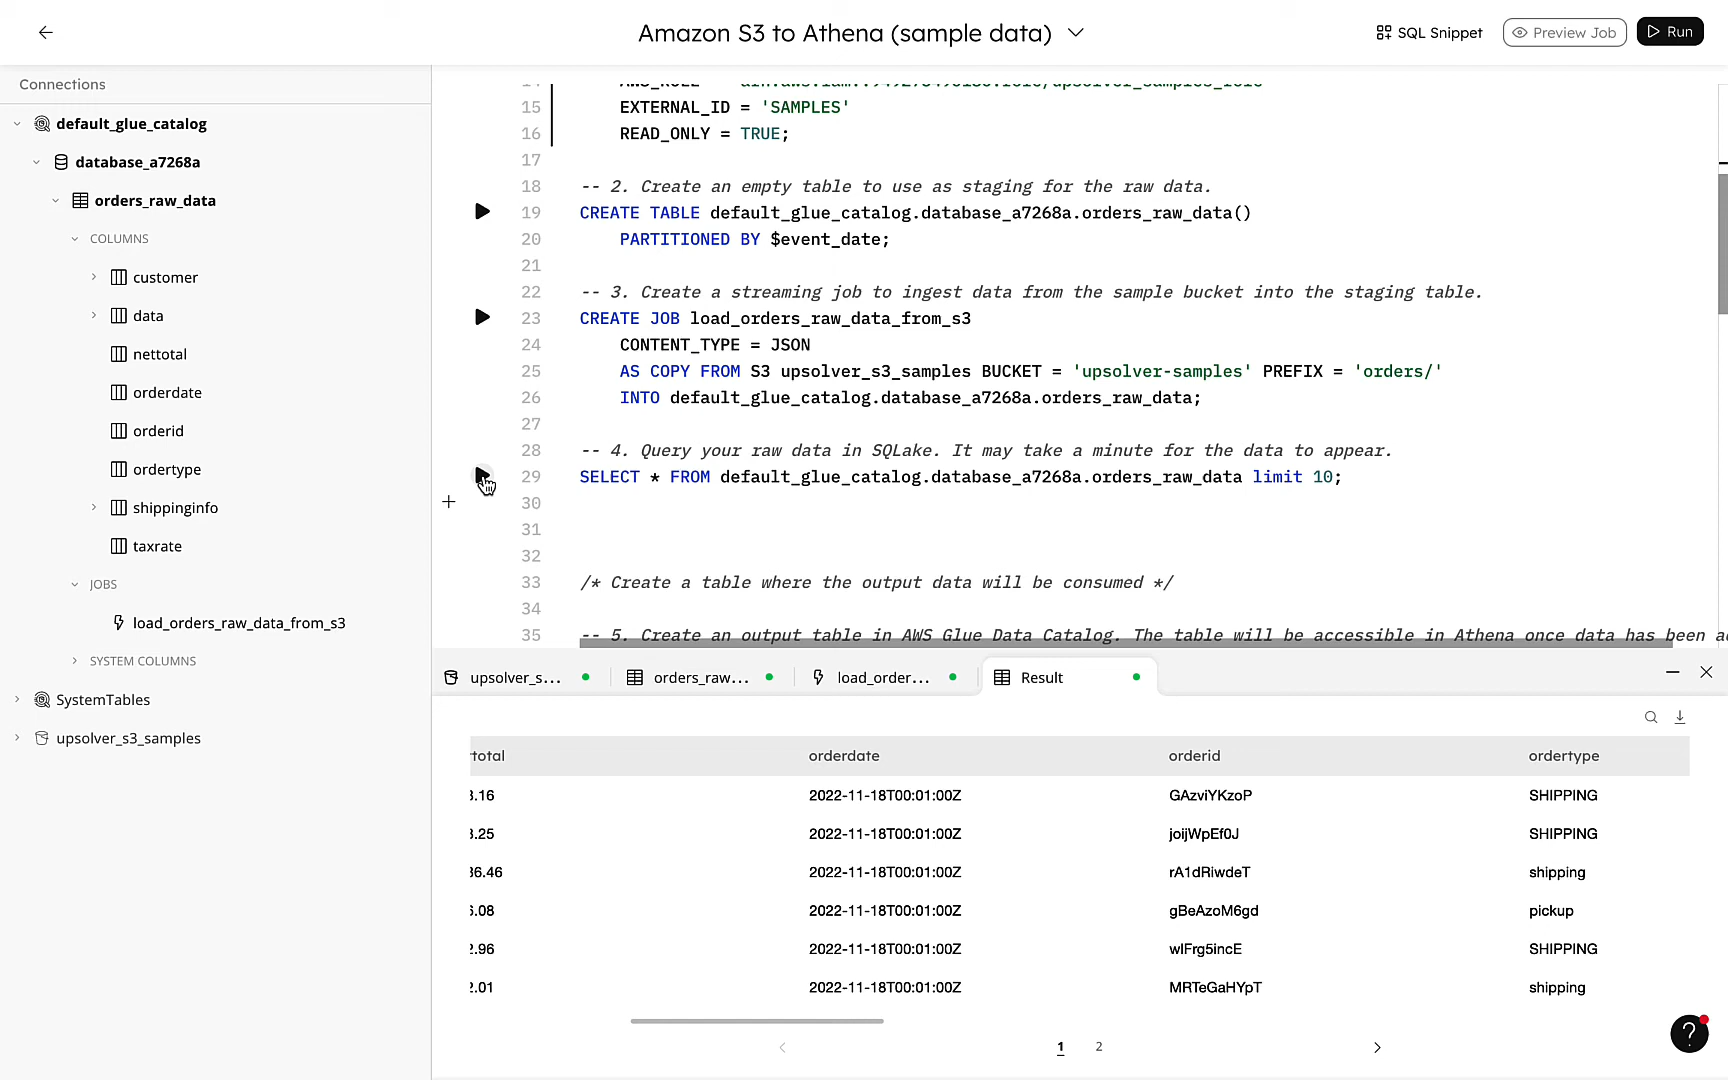 Amazon S3 to Athena (sample data)
SQL Snippet
Preview Job
Run
Connections
default_glue_catalog
database_a7268a
orders_raw_data
COLUMNS
customer
data
nettotal
orderdate
orderid
ordertype
shippinginfo
taxrate
JOBS
load_orders_raw_data_from_s3
SYSTEM COLUMNS
SystemTables
upsolver_s3_samples
15 EXTERNAL_ID = 'SAMPLES'
16 READ_ONLY = TRUE;
17
18 -- 2. Create an empty table to use as staging for the raw data.
19 CREATE TABLE default_glue_catalog.database_a7268a.orders_raw_data()
20 PARTITIONED BY $event_date;
21
22 -- 3. Create a streaming job to ingest data from the sample bucket into the staging table.
23 CREATE JOB load_orders_raw_data_from_s3
24 CONTENT_TYPE = JSON
25 AS COPY FROM S3 upsolver_s3_samples BUCKET = 'upsolver-samples' PREFIX = 'orders/'
26 INTO default_glue_catalog.database_a7268a.orders_raw_data;
27
28 -- 4. Query your raw data in SQLake. It may take a minute for the data to appear.
29 SELECT * FROM default_glue_catalog.database_a7268a.orders_raw_data limit 10;
30
31
32
33 /* Create a table where the output data will be consumed */
34
35 -- 5. Create an output table in AWS Glue Data Catalog. The table will be accessible in Athena once data has been
upsolver_s... orders_raw... load_order... Result
total orderdate orderid ordertype
.16 2022-11-18T00:01:00Z GAzviYKzoP SHIPPING
.25 2022-11-18T00:01:00Z joijWpEf0J SHIPPING
36.46 2022-11-18T00:01:00Z rA1dRiwdeT shipping
.08 2022-11-18T00:01:00Z gBeAzoM6gd pickup
.96 2022-11-18T00:01:00Z wIFrg5incE SHIPPING
.01 2022-11-18T00:01:00Z MRTeGaHYpT shipping
1 2
?